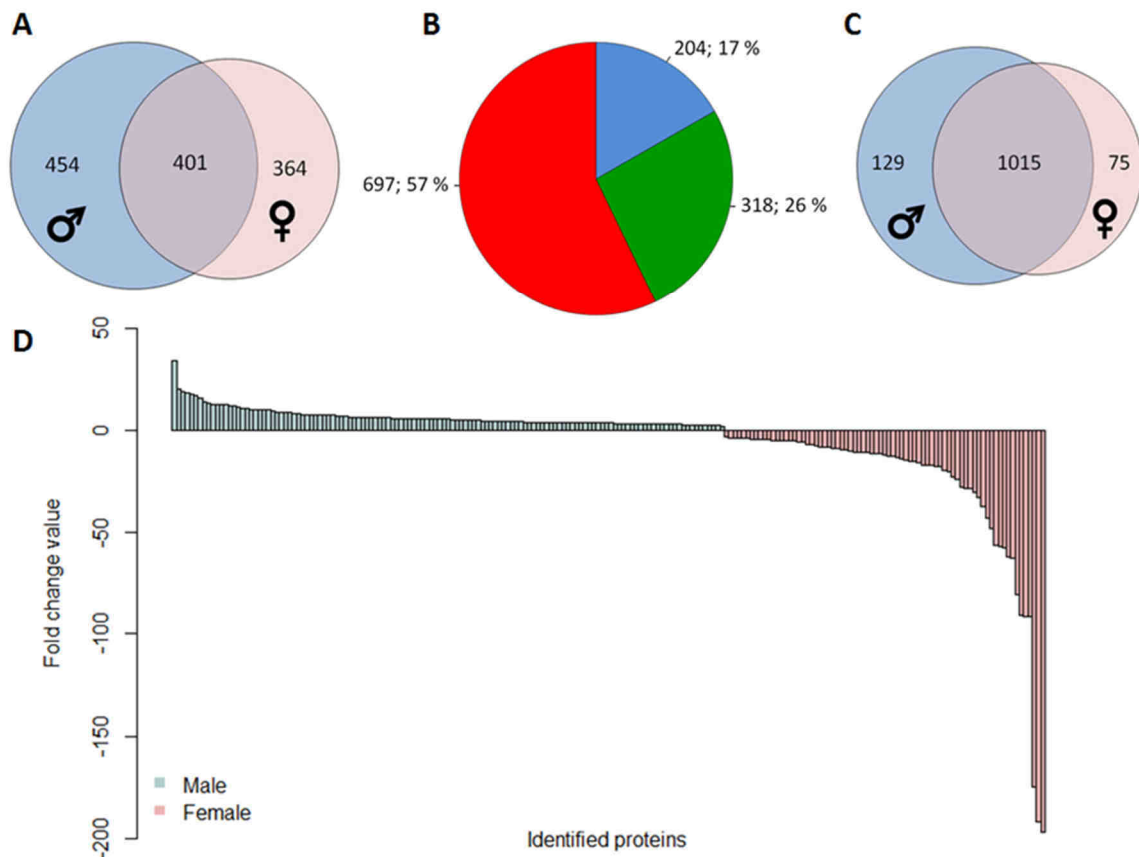 A
454
401
364
♂
♀
B
204; 17 %
697; 57 %
318; 26 %
C
129
1015
75
♂
♀
D
50
0
-50
-100
-150
-200
Fold change value
Male
Female
Identified proteins